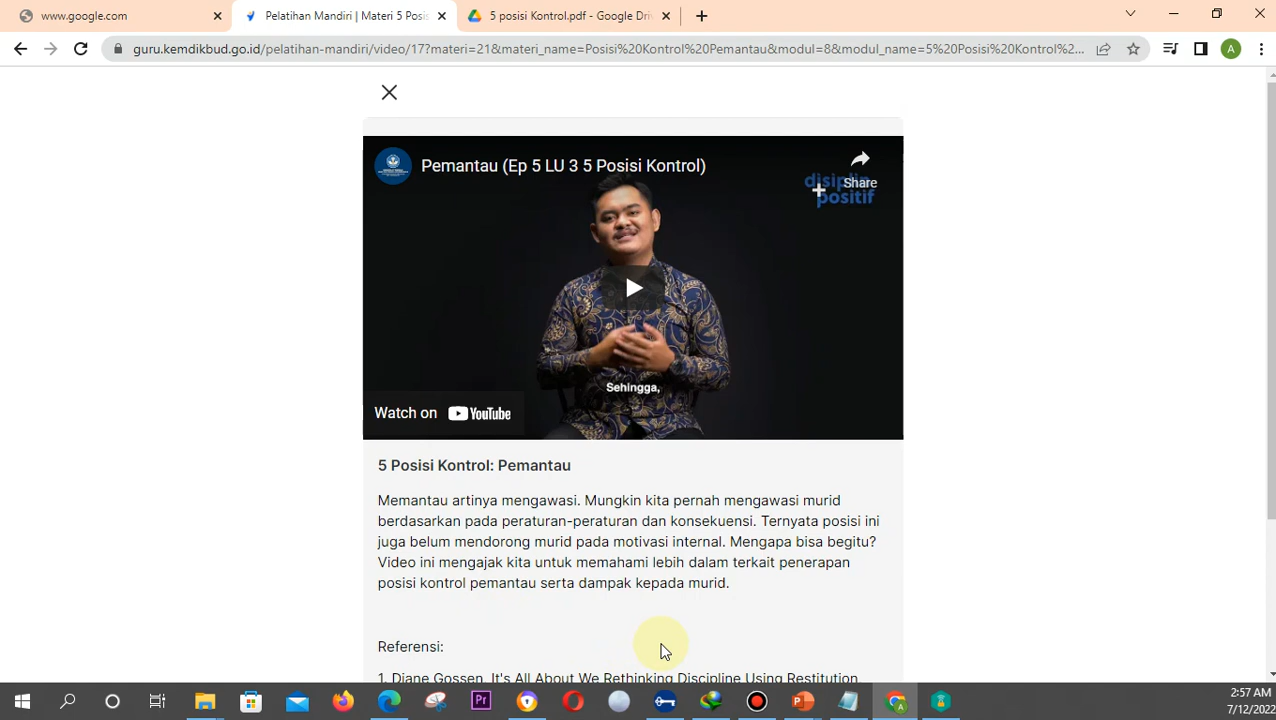 www.google.com
Pelatihan Mandiri | Materi 5 Posis
5 posisi Kontrol.pdf - Google Dri
guru.kemdikbud.go.id/pelatihan-mandiri/video/17?materi=21&materi_name=Posisi%20Kontrol%20Pemantau&modul=8&modul_name=5%20Posisi%20Kontrol%2...
A
Pemantau (Ep 5 LU 3 5 Posisi Kontrol)
Share
disiplin
positif
Sehingga,
Watch on YouTube
5 Posisi Kontrol: Pemantau
Memantau artinya mengawasi. Mungkin kita pernah mengawasi murid
berdasarkan pada peraturan-peraturan dan konsekuensi. Ternyata posisi ini
juga belum mendorong murid pada motivasi internal. Mengapa bisa begitu?
Video ini mengajak kita untuk memahami lebih dalam terkait penerapan
posisi kontrol pemantau serta dampak kepada murid.
Referensi:
1. Diane Gossen. It's All About We Rethinking Discipline Using Restitution
Pr
2:57 AM
7/12/2022